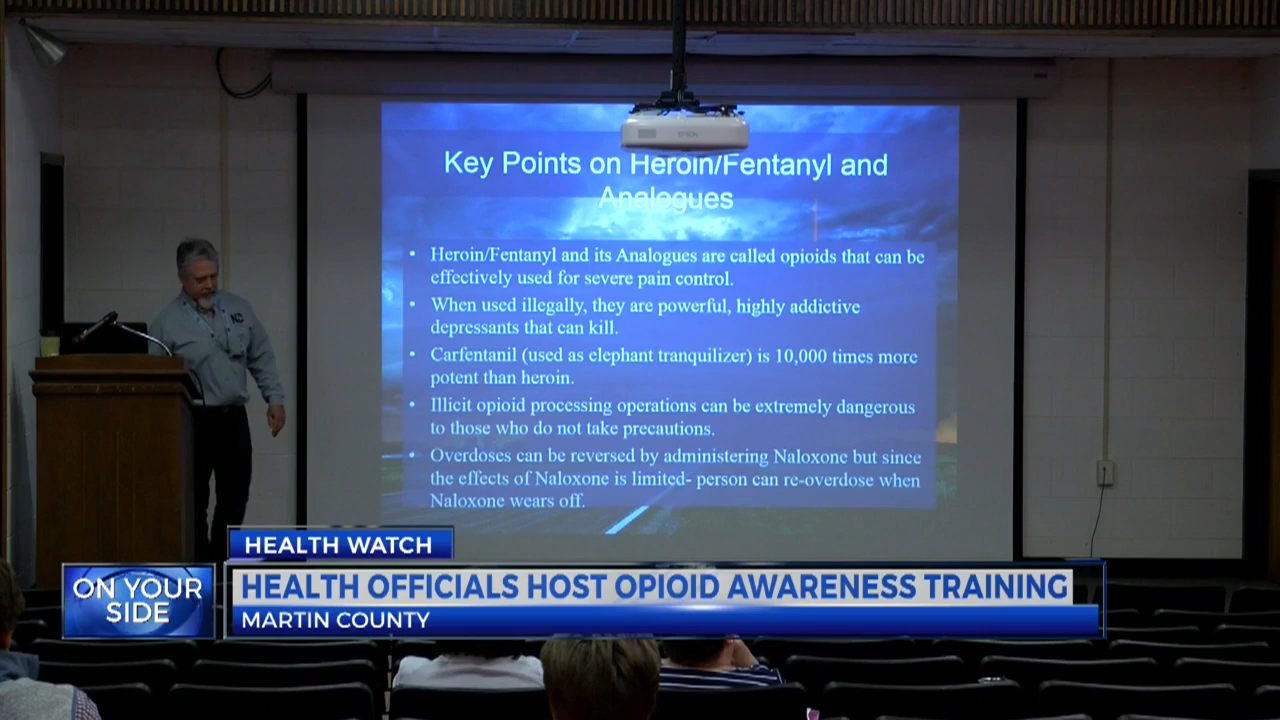 EPSON
Key Points on Heroin/Fentanyl and
Analogues
• Heroin/Fentanyl and its Analogues are called opioids that can be
effectively used for severe pain control.
• When used illegally, they are powerful, highly addictive
depressants that can kill.
• Carfentanil (used as elephant tranquilizer) is 10,000 times more
potent than heroin.
• Illicit opioid processing operations can be extremely dangerous
to those who do not take precautions.
• Overdoses can be reversed by administering Naloxone but since
the effects of Naloxone is limited- person can re-overdose when
Naloxone wears off.
HEALTH WATCH
ON YOUR
SIDE
HEALTH OFFICIALS HOST OPIOID AWARENESS TRAINING
MARTIN COUNTY